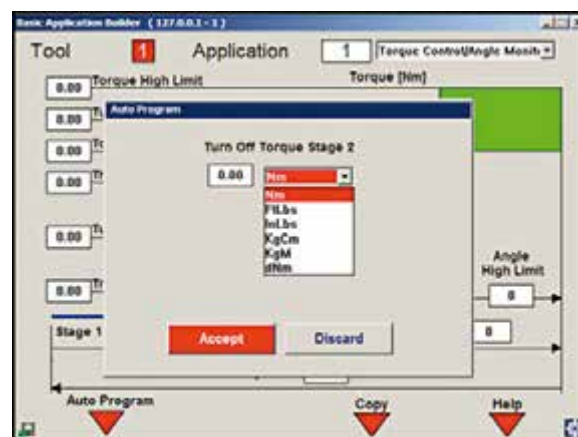 Basic Application Builder ( 127.0.0.1 - 1 )
Tool 1 Application 1 Torque Control/Angle Monit
0.00 Torque High Limit
Torque [Nm]
0.00
0.00
0.00
0.00
0.00
Auto Program
Turn Off Torque Stage 2
0.00 Nm
Nm
FtLbs
InLbs
KgCm
KgM
dNm
Accept Discard
Angle
High Limit
0
Stage 1
0
Auto Program Copy Help